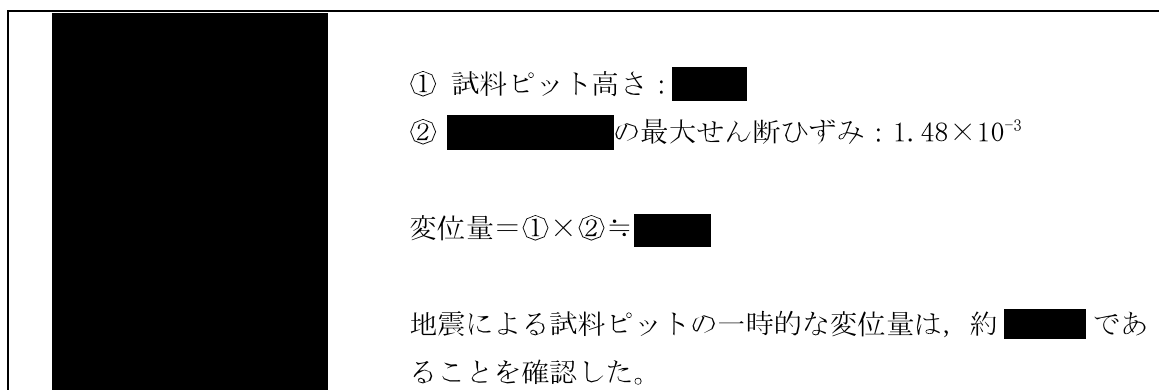 ① 試料ピット高さ：
② の最大せん断ひずみ：1.48×10⁻³
変位量＝①×②≒
地震による試料ピットの一時的な変位量は，約 であ
ることを確認した。